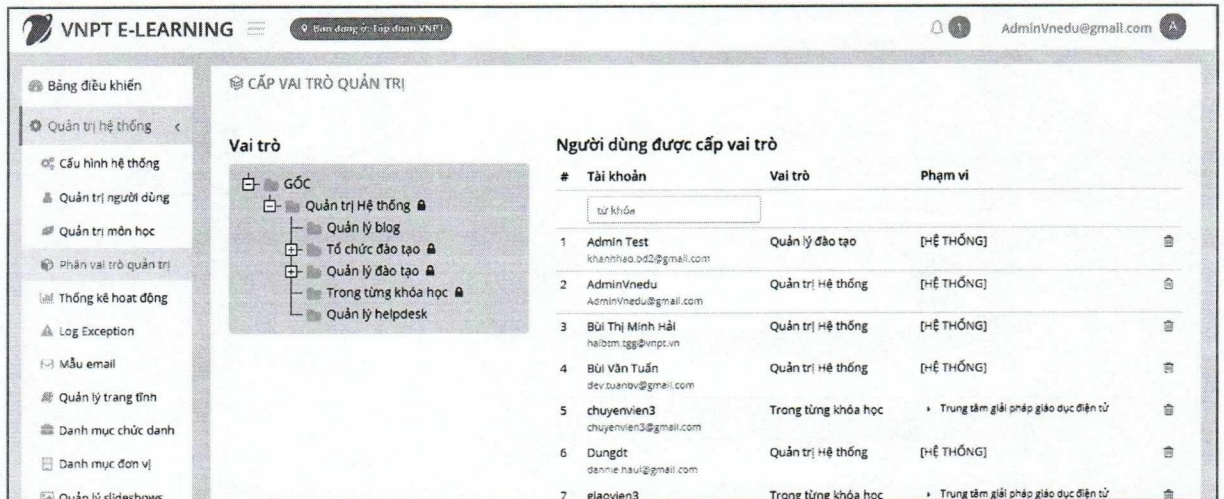 VNPT E-LEARNING
Bạn đang ở: Tập đoàn VNPT
1
AdminVnedu@gmail.com
A
Bảng điều khiển
Quản trị hệ thống
Cấu hình hệ thống
Quản trị người dùng
Quản trị môn học
Phân vai trò quản trị
Thống kê hoạt động
Log Exception
Mẫu email
Quản lý trang tĩnh
Danh mục chức danh
Danh mục đơn vị
Quản lý slideshows
CẤP VAI TRÒ QUẢN TRỊ
Vai trò
GỐC
Quản trị Hệ thống
Quản lý blog
Tổ chức đào tạo
Quản lý đào tạo
Trong từng khóa học
Quản lý helpdesk
Người dùng được cấp vai trò
# Tài khoản Vai trò Phạm vi
từ khóa
1 Admin Test Quản lý đào tạo [HỆ THỐNG]
khanhhao.bd2@gmail.com
2 AdminVnedu Quản trị Hệ thống [HỆ THỐNG]
AdminVnedu@gmail.com
3 Bùi Thị Minh Hải Quản trị Hệ thống [HỆ THỐNG]
haibtm.tgg@vnpt.vn
4 Bùi Văn Tuấn Quản trị Hệ thống [HỆ THỐNG]
dev.tuanbv@gmail.com
5 chuyenvien3 Trong từng khóa học Trung tâm giải pháp giáo dục điện tử
chuyenvien3@gmail.com
6 Dungdt Quản trị Hệ thống [HỆ THỐNG]
dannie.haui@gmail.com
7 giaovien3 Trong từng khóa học Trung tâm giải pháp giáo dục điện tử